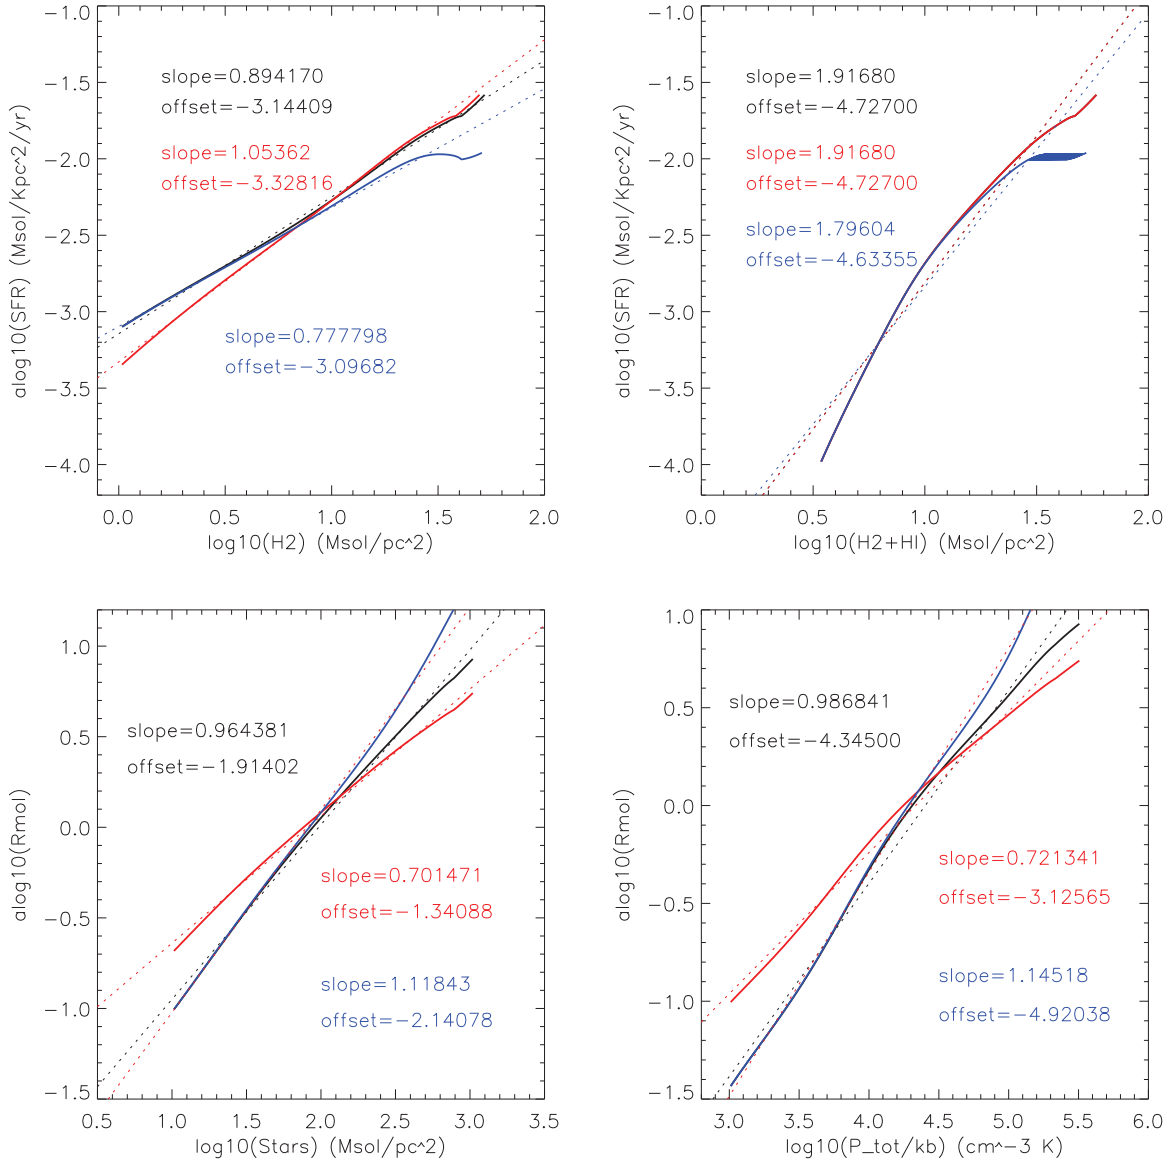 −1.0
−1.5
−2.0
−2.5
−3.0
−3.5
−4.0
alog10(SFR) (Msol/Kpc^2/yr)
slope=0.894170
offset=−3.14409
slope=1.05362
offset=−3.32816
slope=0.777798
offset=−3.09682
0.0 0.5 1.0 1.5 2.0
log10(H2) (Msol/pc^2)
−1.0
−1.5
−2.0
−2.5
−3.0
−3.5
−4.0
alog10(SFR) (Msol/Kpc^2/yr)
slope=1.91680
offset=−4.72700
slope=1.91680
offset=−4.72700
slope=1.79604
offset=−4.63355
0.0 0.5 1.0 1.5 2.0
log10(H2+HI) (Msol/pc^2)
1.0
0.5
0.0
−0.5
−1.0
−1.5
alog10(Rmol)
slope=0.964381
offset=−1.91402
slope=0.701471
offset=−1.34088
slope=1.11843
offset=−2.14078
0.5 1.0 1.5 2.0 2.5 3.0 3.5
log10(Stars) (Msol/pc^2)
1.0
0.5
0.0
−0.5
−1.0
−1.5
alog10(Rmol)
slope=0.986841
offset=−4.34500
slope=0.721341
offset=−3.12565
slope=1.14518
offset=−4.92038
3.0 3.5 4.0 4.5 5.0 5.5 6.0
log10(P_tot/kb) (cm^−3 K)